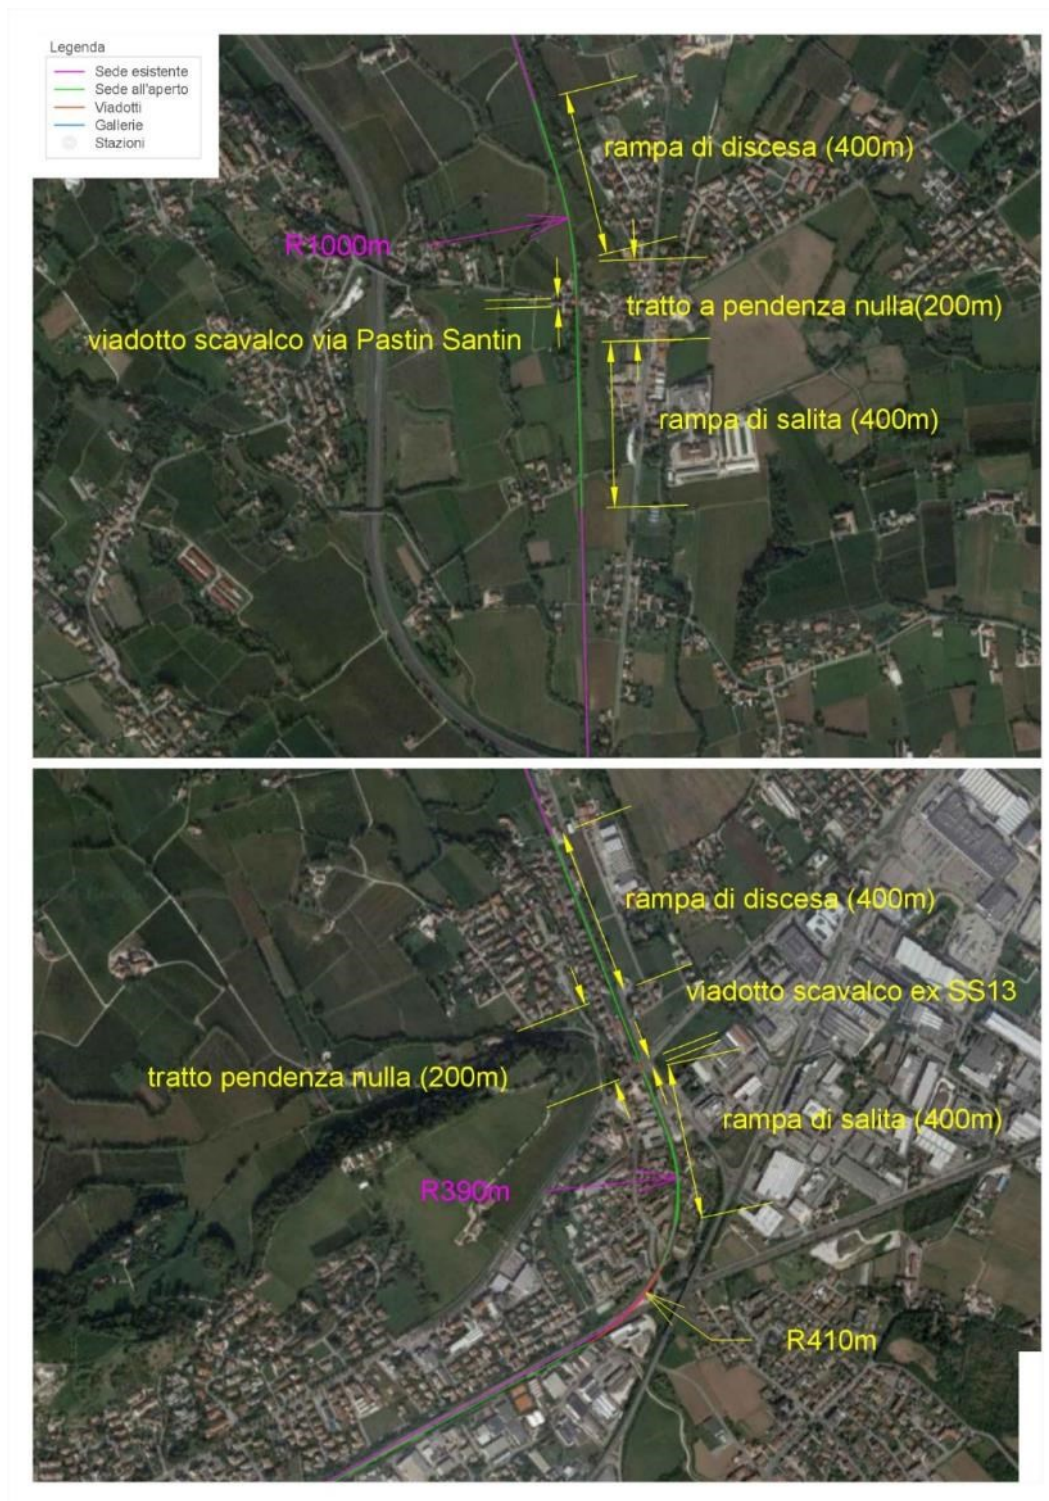 Legenda
Sede esistente
Sede all'aperto
Viadotti
Gallerie
Stazioni
rampa di discesa (400m)
R1000m
tratto a pendenza nulla(200m)
viadotto scavalco via Pastin Santin
rampa di salita (400m)
rampa di discesa (400m)
viadotto scavalco ex SS13
tratto pendenza nulla (200m)
rampa di salita (400m)
R390m
R410m